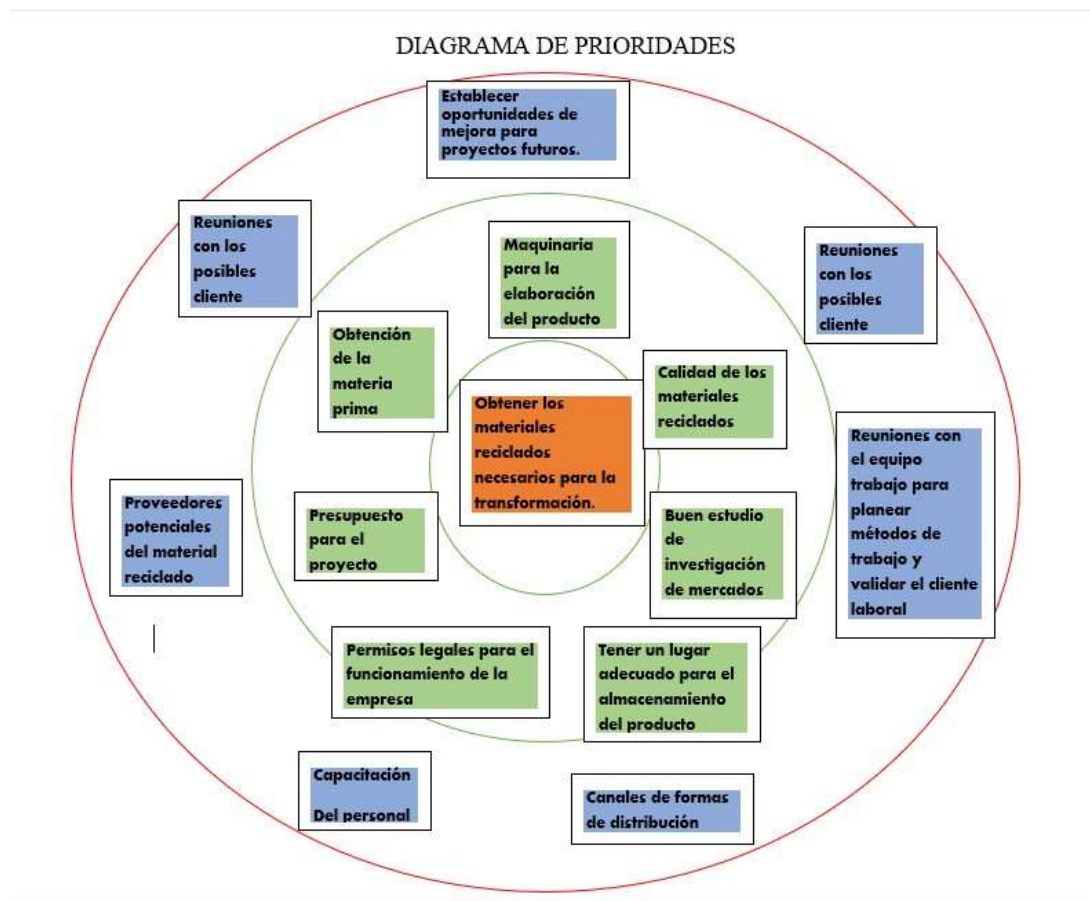 DIAGRAMA DE PRIORIDADES
Establecer
oportunidades de
mejora para
proyectos futuros.
Reuniones
con los
posibles
cliente
Maquinaria
para la
elaboración
del producto
Reuniones
con los
posibles
cliente
Obtención
de la
materia
prima
Obtener los
materiales
reciclados
necesarios para la
transformación.
Calidad de los
materiales
reciclados
Reuniones con
el equipo
trabajo para
planear
métodos de
trabajo y
validar el cliente
laboral
Proveedores
potenciales
del material
reciclado
Presupuesto
para el
proyecto
Buen estudio
de
investigación
de mercados
Permisos legales para el
funcionamiento de la
empresa
Tener un lugar
adecuado para el
almacenamiento
del producto
Capacitación
Del personal
Canales de formas
de distribución